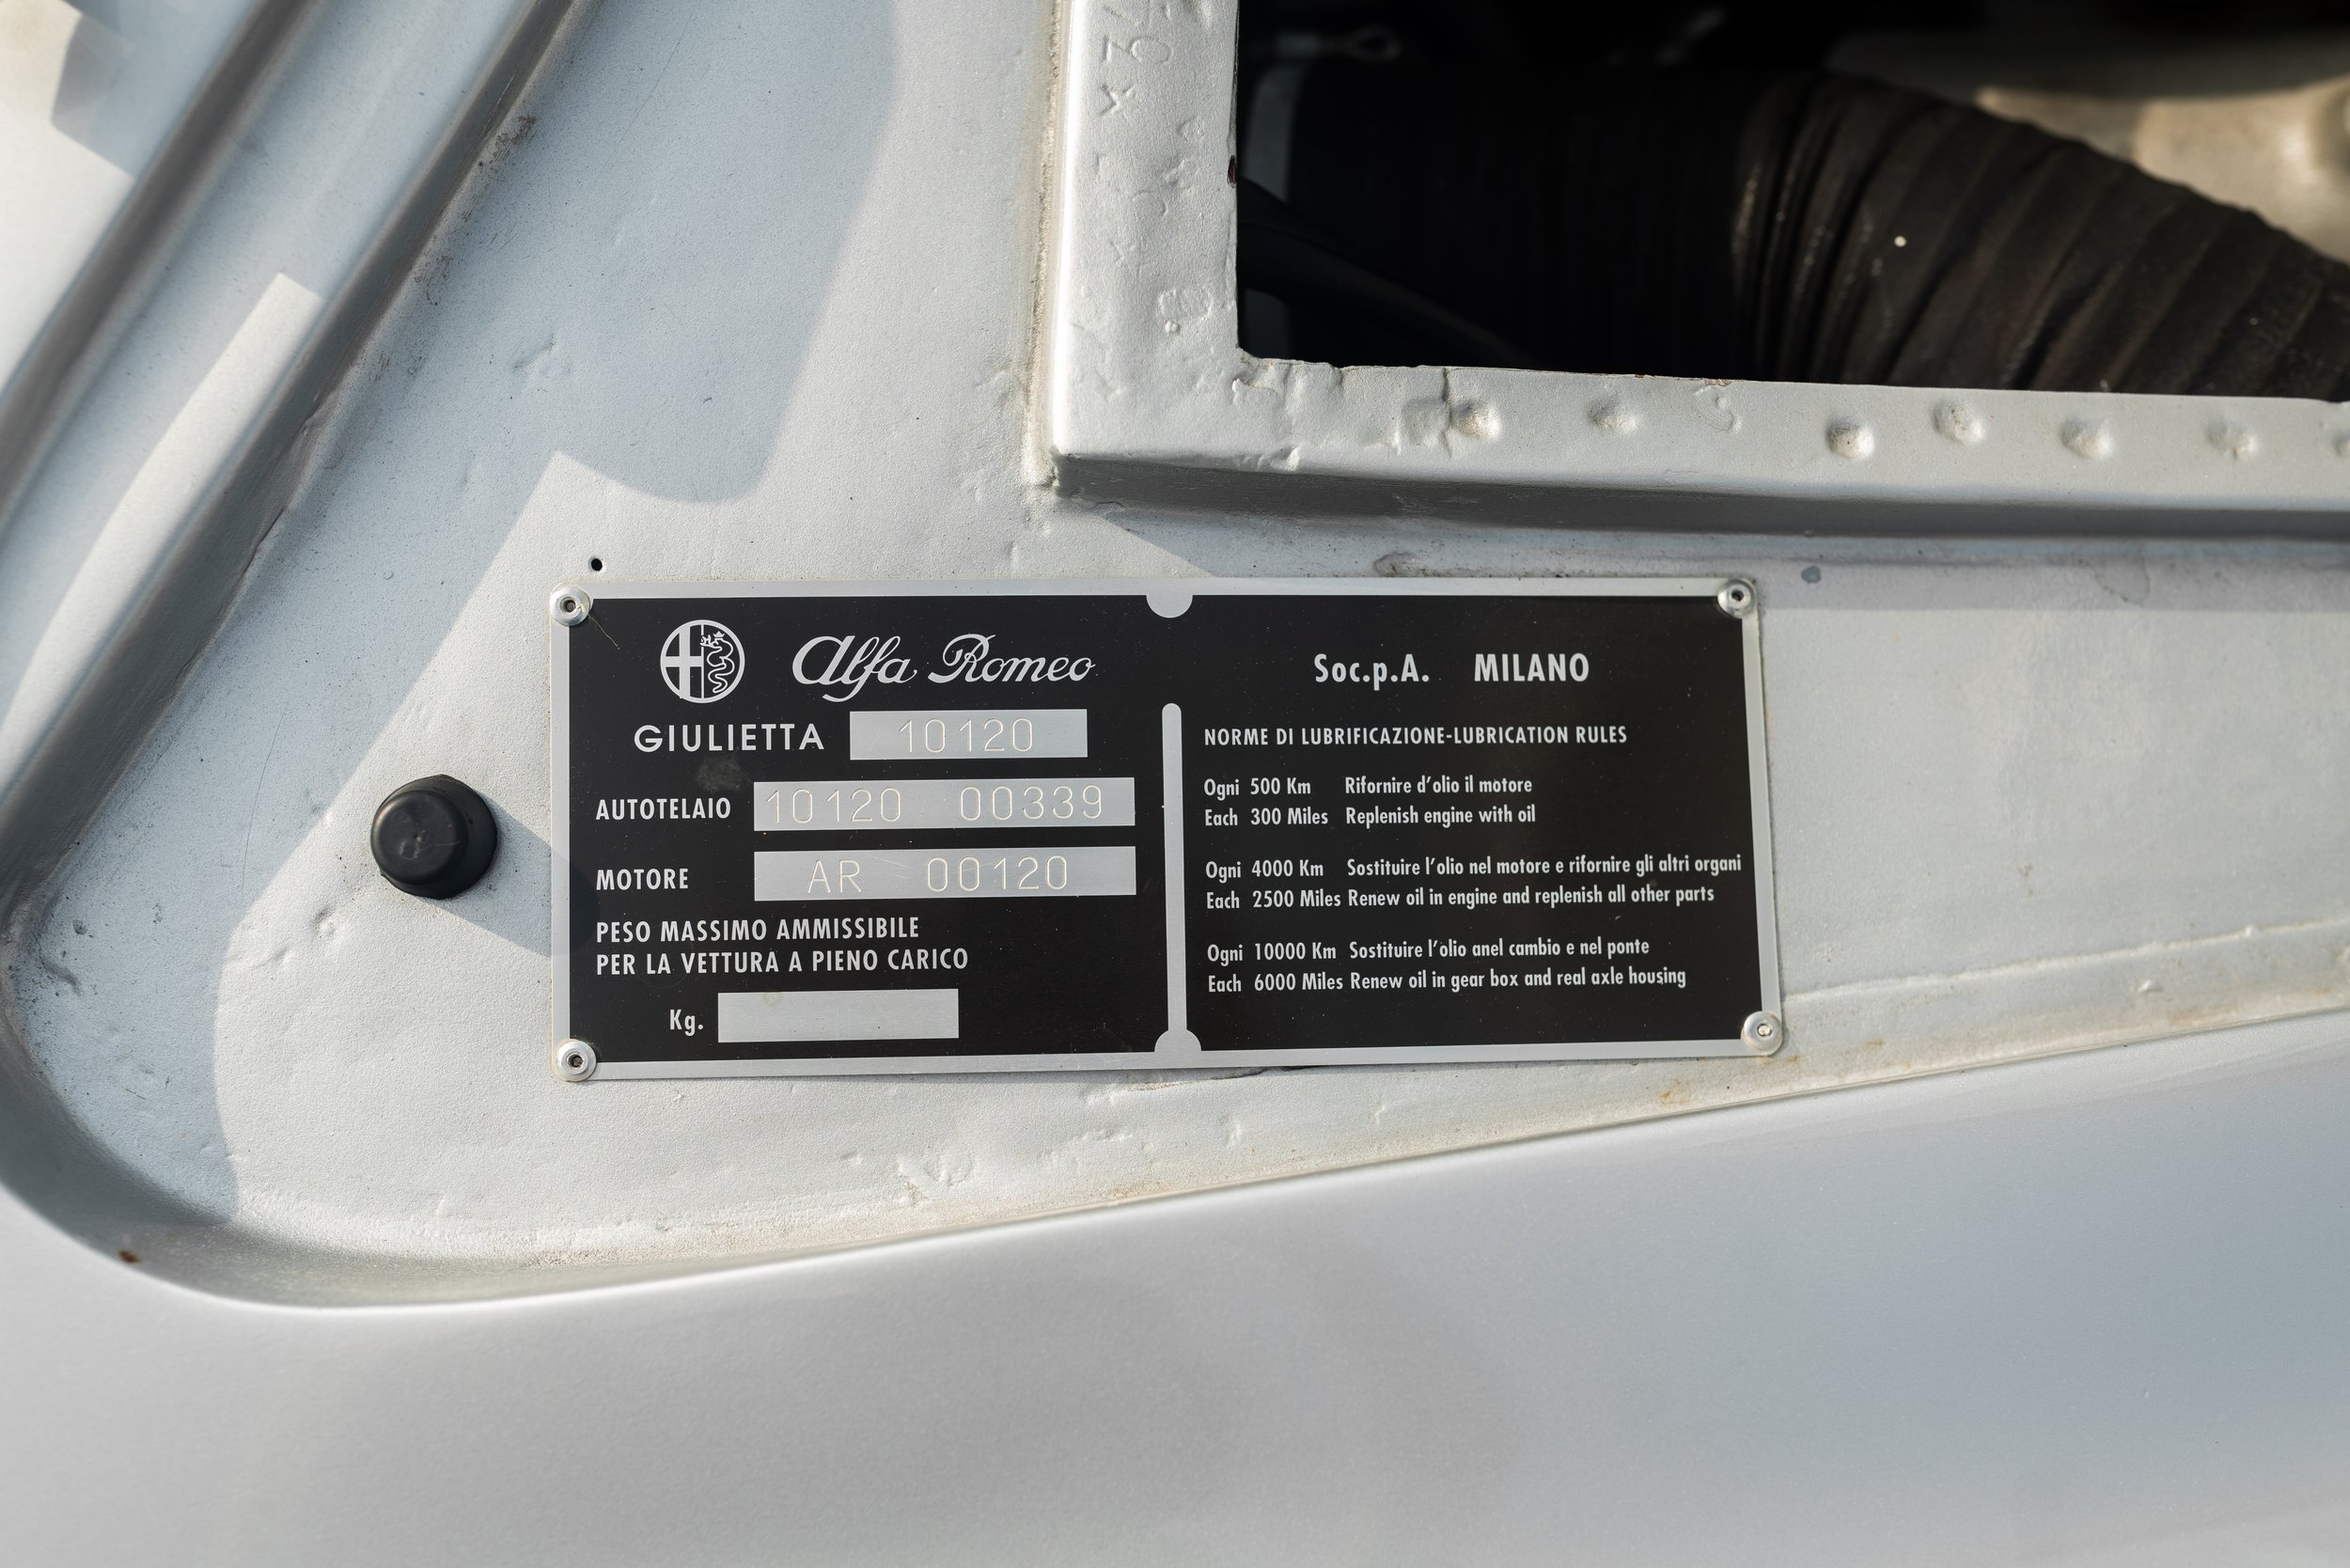 Alfa Romeo
GIULIETTA 10120
AUTOTELAIO 10120 00339
MOTORE AR 00120
PESO MASSIMO AMMISSIBILE
PER LA VETTURA A PIENO CARICO
Kg.
Soc.p.A. MILANO
NORME DI LUBRIFICAZIONE-LUBRICATION RULES
Ogni 500 Km Rifornire d'olio il motore
Each 300 Miles Replenish engine with oil
Ogni 4000 Km Sostituire l'olio nel motore e rifornire gli altri organi
Each 2500 Miles Renew oil in engine and replenish all other parts
Ogni 10000 Km Sostituire l'olio anel cambio e nel ponte
Each 6000 Miles Renew oil in gear box and real axle housing